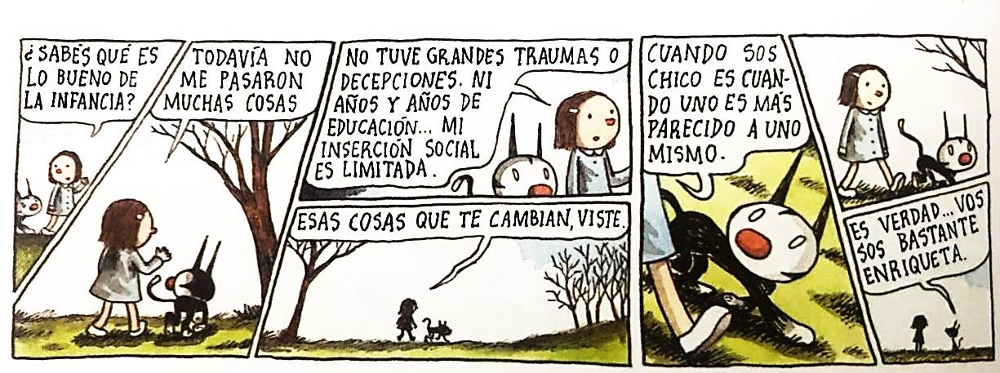 ¿SABÉS QUÉ ES
LO BUENO DE
LA INFANCIA?
TODAVÍA NO
ME PASARON
MUCHAS COSAS
NO TUVE GRANDES TRAUMAS O
DECEPCIONES. NI
AÑOS Y AÑOS DE
EDUCACIÓN... MI
INSERCIÓN SOCIAL
ES LIMITADA.
ESAS COSAS QUE TE CAMBIAN, VISTE.
CUANDO SOS
CHICO ES CUAN-
DO UNO ES MÁS
PARECIDO A UNO
MISMO.
ES VERDAD... VOS
SOS BASTANTE
ENRIQUETA.